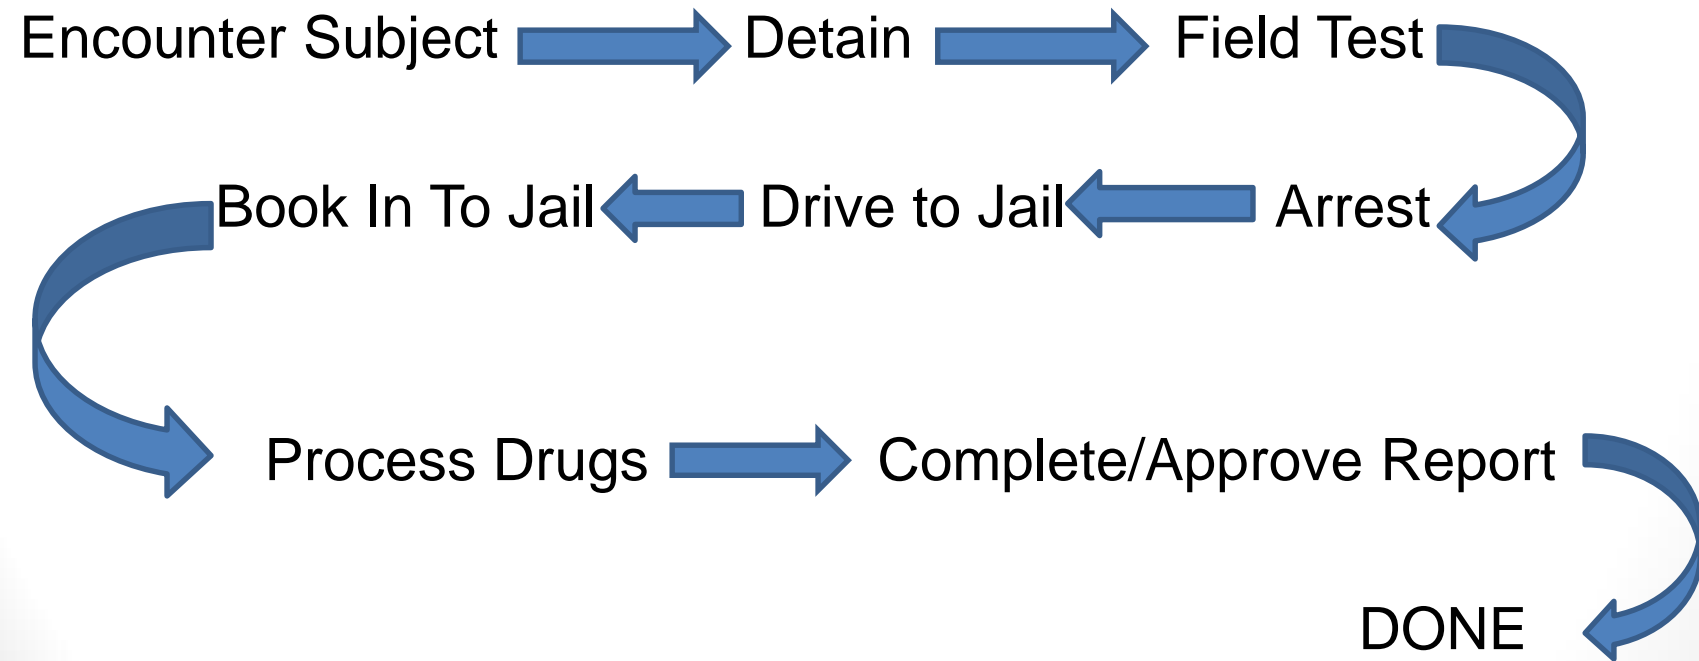 Encounter Subject Detain Field Test
Book In To Jail Drive to Jail Arrest
Process Drugs Complete/Approve Report
DONE